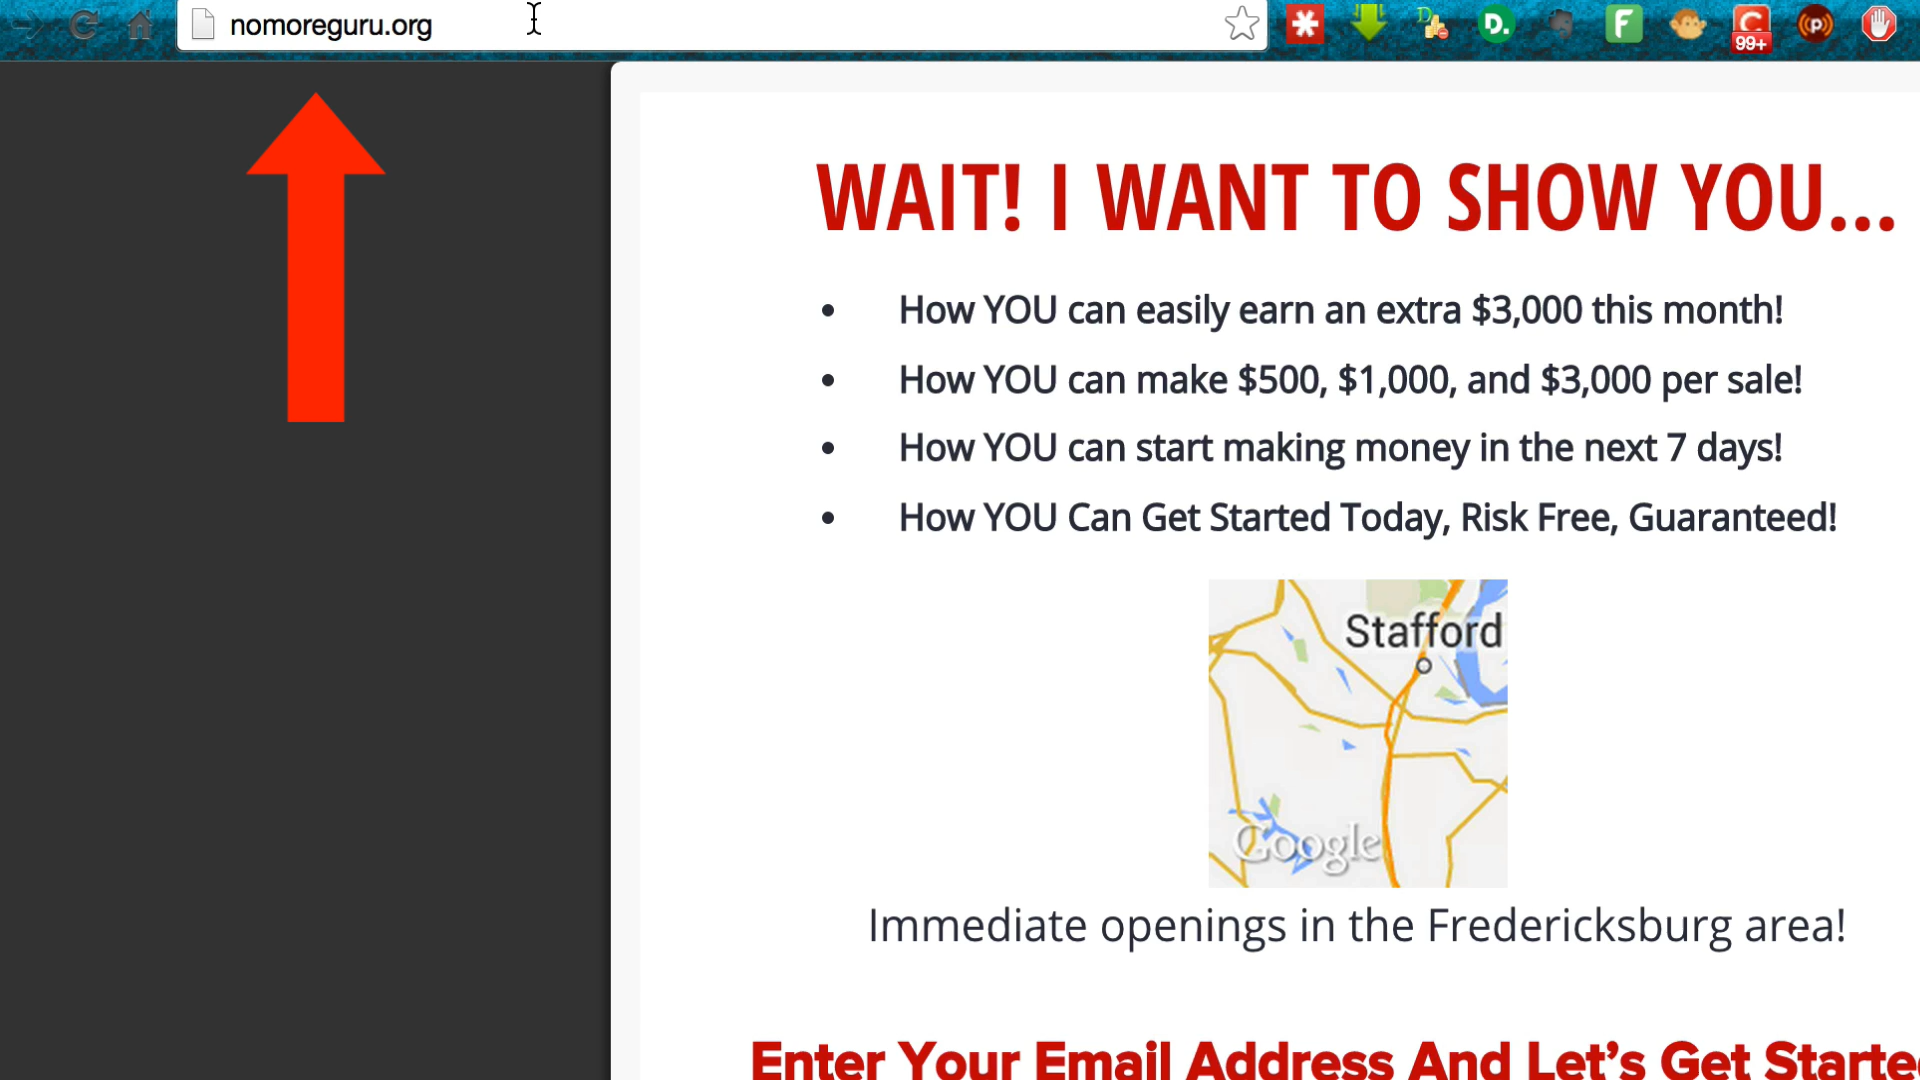 nomoreguru.org
D.
F
C
99+
WAIT! I WANT TO SHOW YOU...
• How YOU can easily earn an extra $3,000 this month!
• How YOU can make $500, $1,000, and $3,000 per sale!
• How YOU can start making money in the next 7 days!
• How YOU Can Get Started Today, Risk Free, Guaranteed!
Stafford
Google
Immediate openings in the Fredericksburg area!
Enter Your Email Address And Let's Get Starte